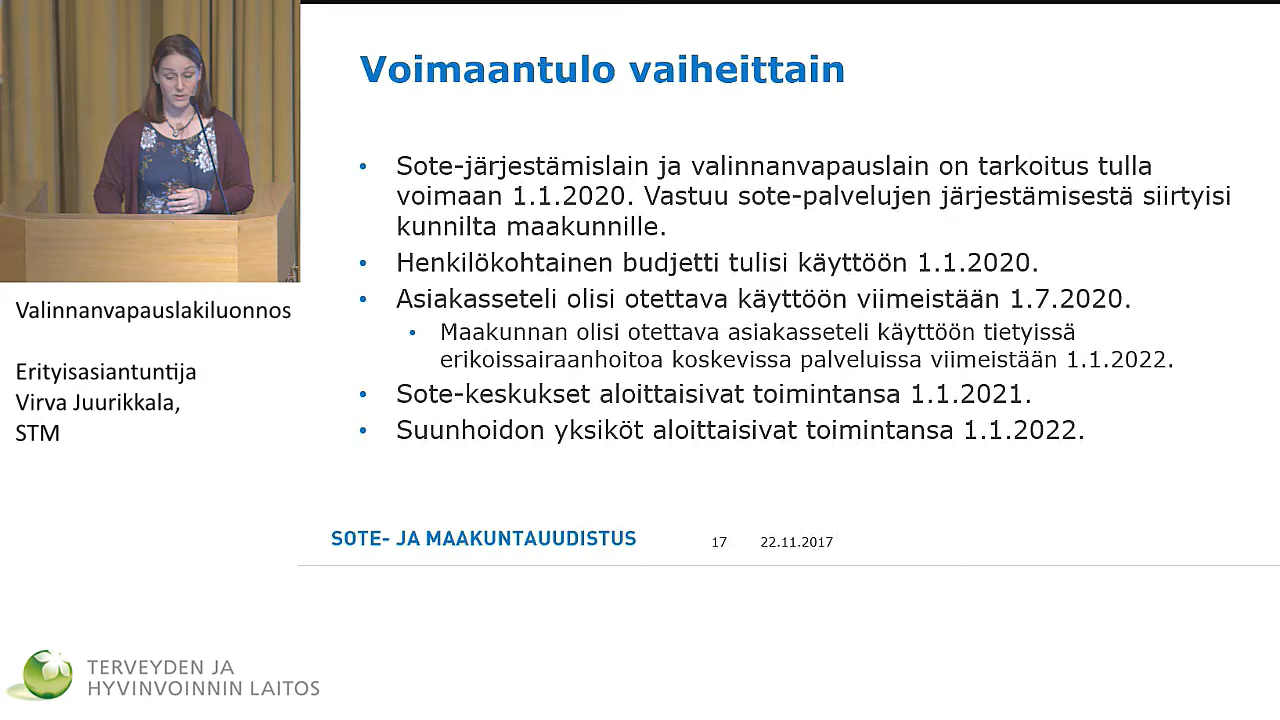 Voimaantulo vaiheittain
• Sote-järjestämislain ja valinnanvapauslain on tarkoitus tulla
voimaan 1.1.2020. Vastuu sote-palvelujen järjestämisestä siirtyisi
kunnilta maakunnille.
• Henkilökohtainen budjetti tulisi käyttöön 1.1.2020.
• Asiakasseteli olisi otettava käyttöön viimeistään 1.7.2020.
• Maakunnan olisi otettava asiakasseteli käyttöön tietyissä
erikoissairaanhoitoa koskevissa palveluissa viimeistään 1.1.2022.
• Sote-keskukset aloittaisivat toimintansa 1.1.2021.
• Suunhoidon yksiköt aloittaisivat toimintansa 1.1.2022.
SOTE- JA MAAKUNTAUUDISTUS 17 22.11.2017
Valinnanvapauslakiluonnos
Erityisasiantuntija
Virva Juurikkala,
STM
TERVEYDEN JA
HYVINVOINNIN LAITOS